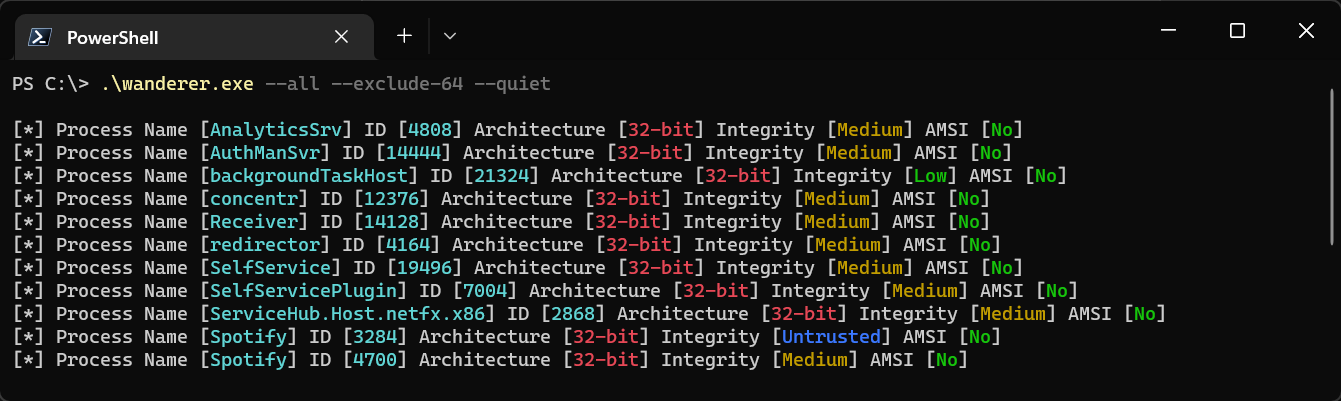 PowerShell
PS C:\> .\wanderer.exe --all --exclude-64 --quiet
[*] Process Name [AnalyticsSrv] ID [4808] Architecture [32-bit] Integrity [Medium] AMSI [No]
[*] Process Name [AuthManSvr] ID [14444] Architecture [32-bit] Integrity [Medium] AMSI [No]
[*] Process Name [backgroundTaskHost] ID [21324] Architecture [32-bit] Integrity [Low] AMSI [No]
[*] Process Name [concentr] ID [12376] Architecture [32-bit] Integrity [Medium] AMSI [No]
[*] Process Name [Receiver] ID [14128] Architecture [32-bit] Integrity [Medium] AMSI [No]
[*] Process Name [redirector] ID [4164] Architecture [32-bit] Integrity [Medium] AMSI [No]
[*] Process Name [SelfService] ID [19496] Architecture [32-bit] Integrity [Medium] AMSI [No]
[*] Process Name [SelfServicePlugin] ID [7004] Architecture [32-bit] Integrity [Medium] AMSI [No]
[*] Process Name [ServiceHub.Host.netfx.x86] ID [2868] Architecture [32-bit] Integrity [Medium] AMSI [No]
[*] Process Name [Spotify] ID [3284] Architecture [32-bit] Integrity [Untrusted] AMSI [No]
[*] Process Name [Spotify] ID [4700] Architecture [32-bit] Integrity [Medium] AMSI [No]